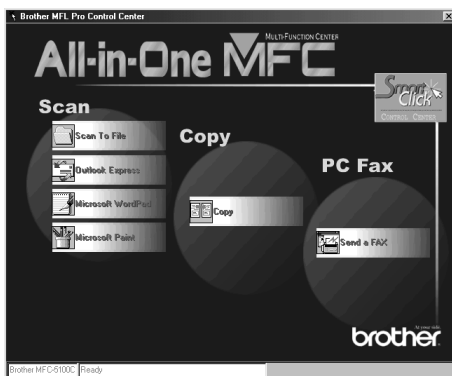 Brother MFL Pro Control Center
MULTI-FUNCTION CENTER
All-in-One MFC
Smart
Click
CONTROL CENTER
Scan
Scan To File
Outlook Express
Microsoft WordPad
Microsoft Paint
Copy
Copy
PC Fax
Send a FAX
brother
Brother MFC-5100C Ready